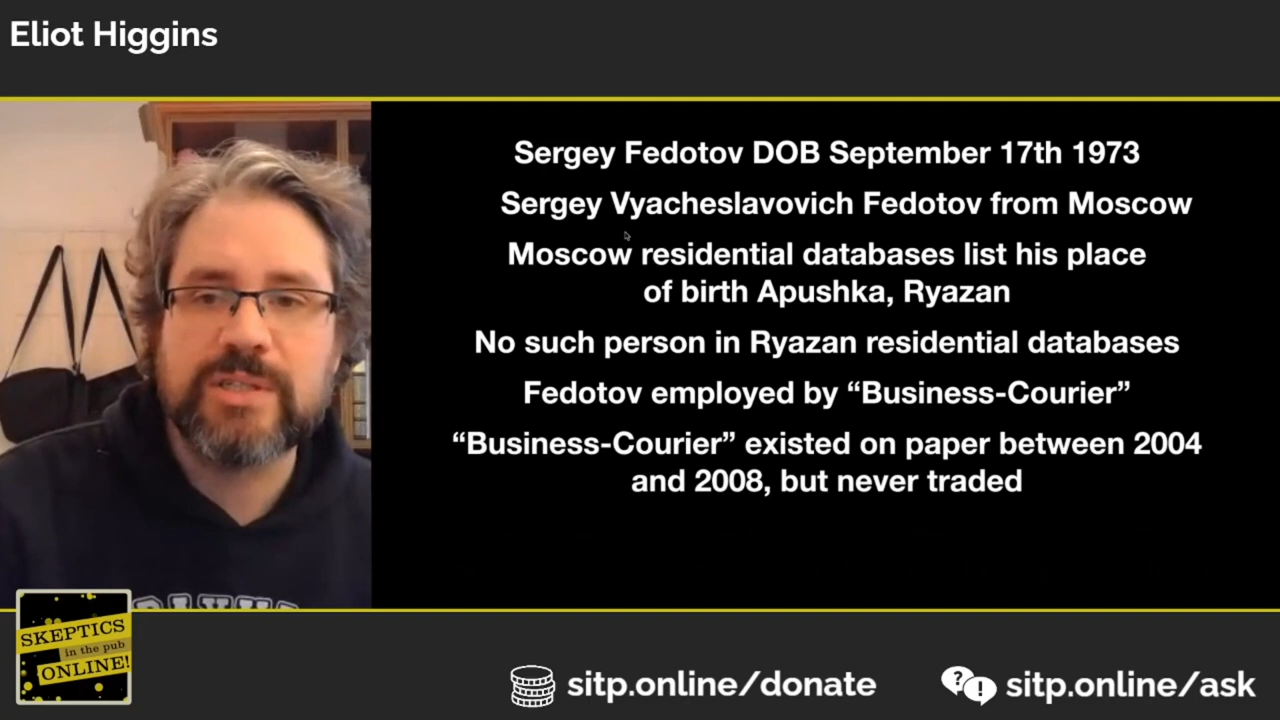 Eliot Higgins
Sergey Fedotov DOB September 17th 1973
Sergey Vyacheslavovich Fedotov from Moscow
Moscow residential databases list his place
of birth Apushka, Ryazan
No such person in Ryazan residential databases
Fedotov employed by “Business-Courier”
“Business-Courier” existed on paper between 2004
and 2008, but never traded
SKEPTICS
in the pub
ONLINE!
sitp.online/donate
sitp.online/ask